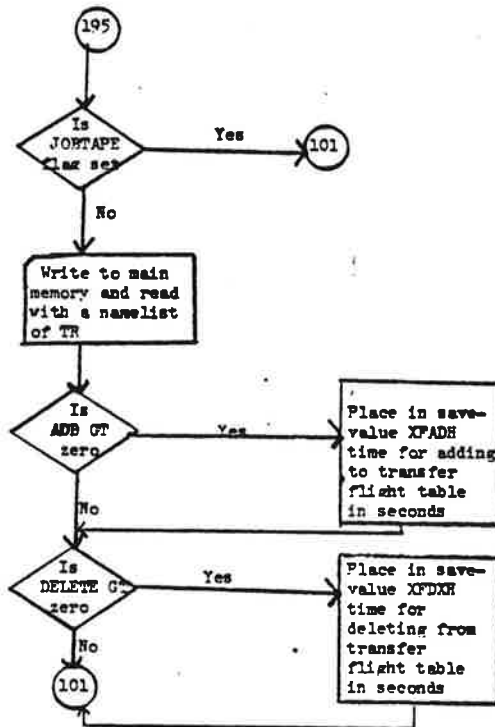 195
Is
JOBTAPE
flag set
Yes
101
No
Write to main
memory and read
with a namelist
of TR
Is
ADB GT
zero
Yes
Place in save-
value XFADH
time for adding
to transfer
flight table
in seconds
No
Is
DELETE GT
zero
Yes
Place in save-
value XFDXH
time for
deleting from
transfer
flight table
in seconds
No
101